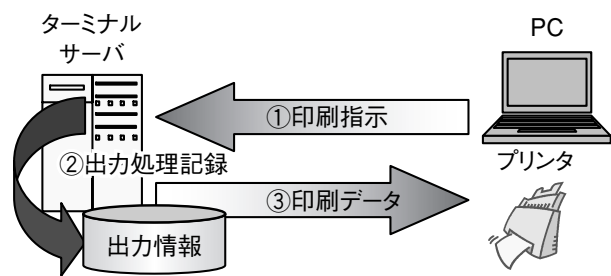 ターミナル
サーバ
PC
①印刷指示
プリンタ
②出力処理記録
③印刷データ
出力情報